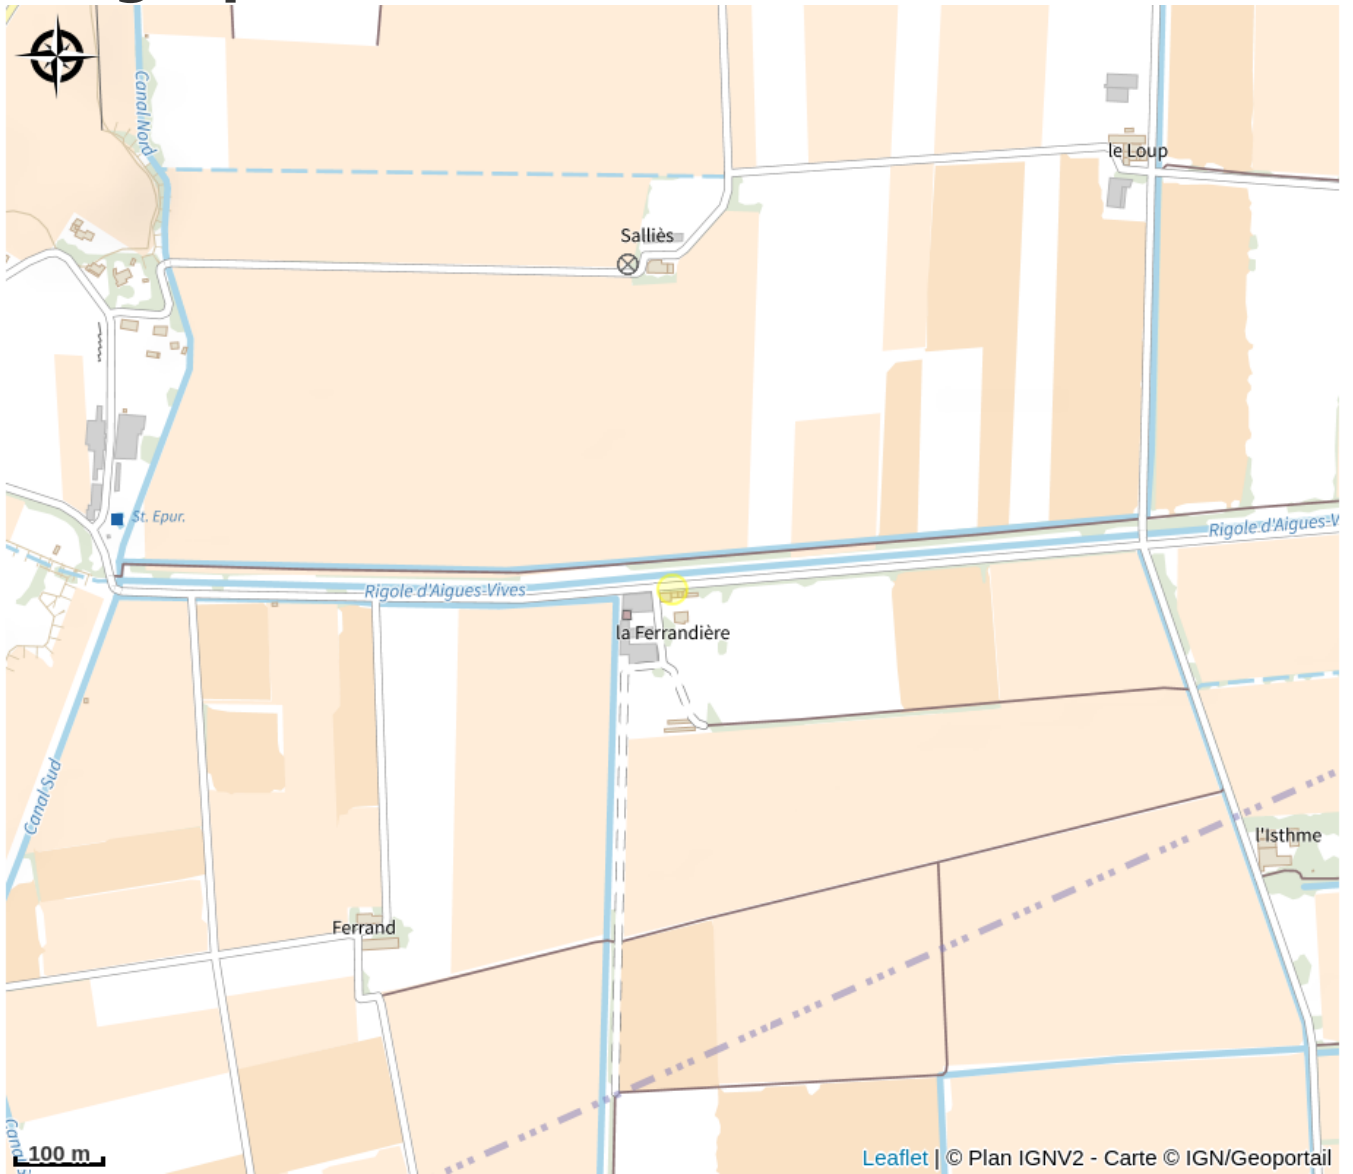 Canal Nord
le Loup
Salliès
St. Epur.
Rigole d'Aigues-V
Rigole d'Aigues-Vives
la Ferrandière
Canal Sud
l'Isthme
Ferrand
100 m
Leaflet | © Plan IGNV2 - Carte © IGN/Geoportail